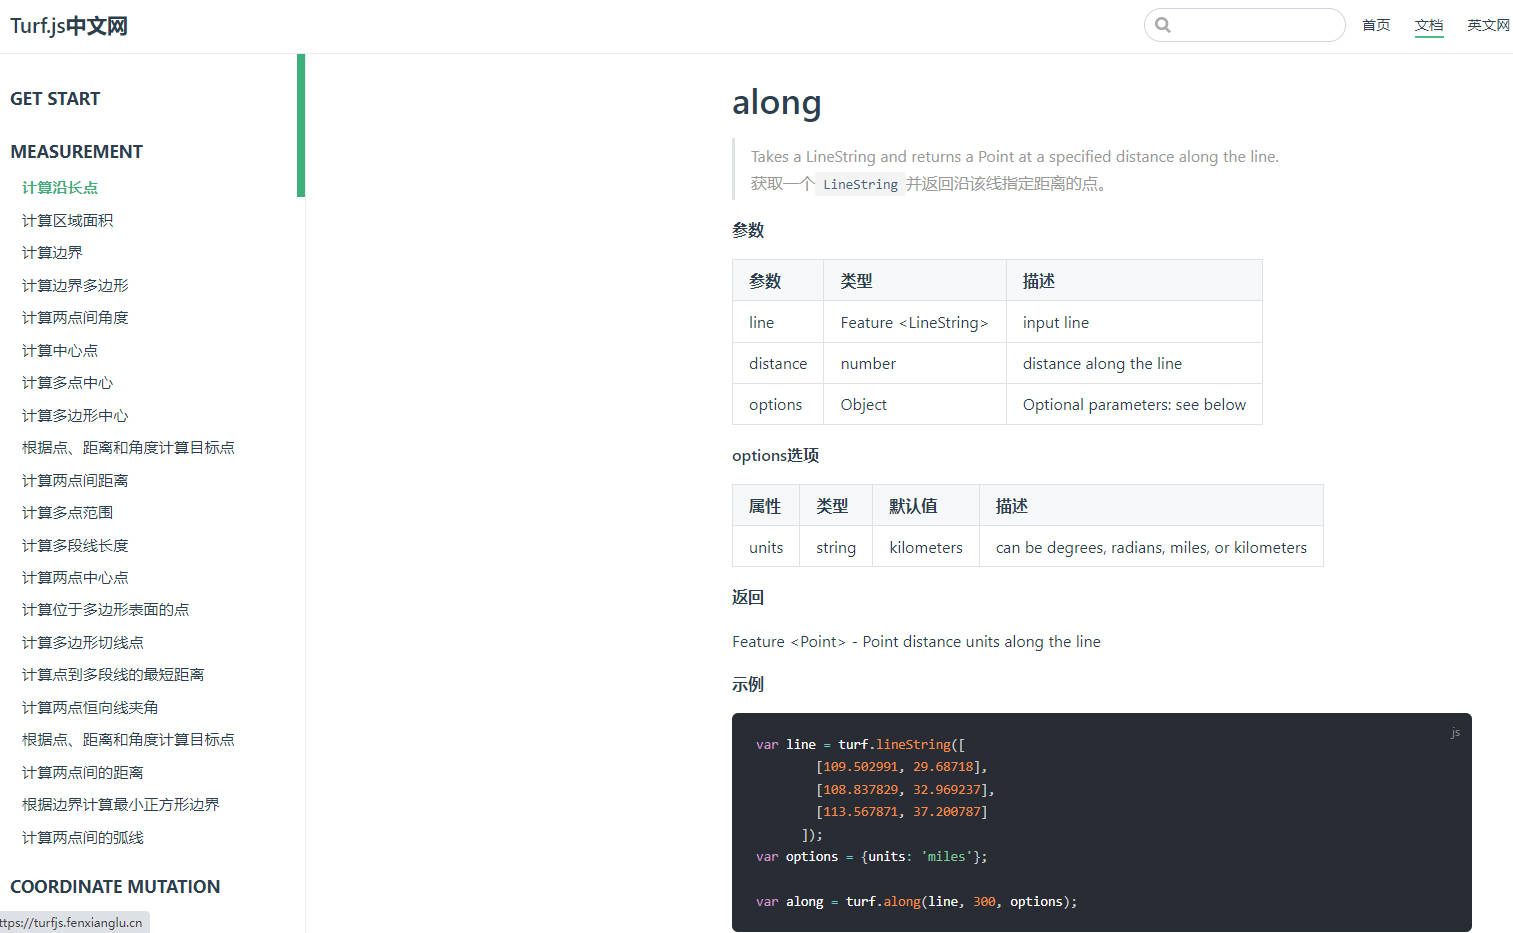 Turf.js中文网
首页 文档 英文网
GET START
MEASUREMENT
计算沿长点
计算区域面积
计算边界
计算边界多边形
计算两点间角度
计算中心点
计算多点中心
计算多边形中心
根据点、距离和角度计算目标点
计算两点间距离
计算多点范围
计算多段线长度
计算两点中心点
计算位于多边形表面的点
计算多边形切线点
计算点到多段线的最短距离
计算两点恒向线夹角
根据点、距离和角度计算目标点
计算两点间的距离
根据边界计算最小正方形边界
计算两点间的弧线
COORDINATE MUTATION
ttps://turfjs.fenxianglu.cn
along
Takes a LineString and returns a Point at a specified distance along the line.
获取一个 LineString 并返回沿该线指定距离的点。
参数
参数 类型 描述
line Feature <LineString> input line
distance number distance along the line
options Object Optional parameters: see below
options选项
属性 类型 默认值 描述
units string kilometers can be degrees, radians, miles, or kilometers
返回
Feature <Point> - Point distance units along the line
示例
js
var line = turf.lineString([
[109.502991, 29.68718],
[108.837829, 32.969237],
[113.567871, 37.200787]
]);
var options = {units: 'miles'};
var along = turf.along(line, 300, options);